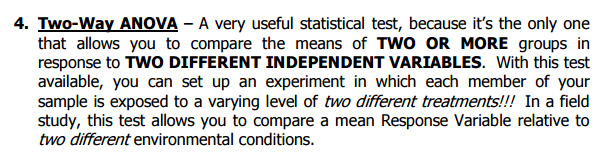 4. Two-Way ANOVA – A very useful statistical test, because it's the only one
that allows you to compare the means of TWO OR MORE groups in
response to TWO DIFFERENT INDEPENDENT VARIABLES. With this test
available, you can set up an experiment in which each member of your
sample is exposed to a varying level of two different treatments!!! In a field
study, this test allows you to compare a mean Response Variable relative to
two different environmental conditions.